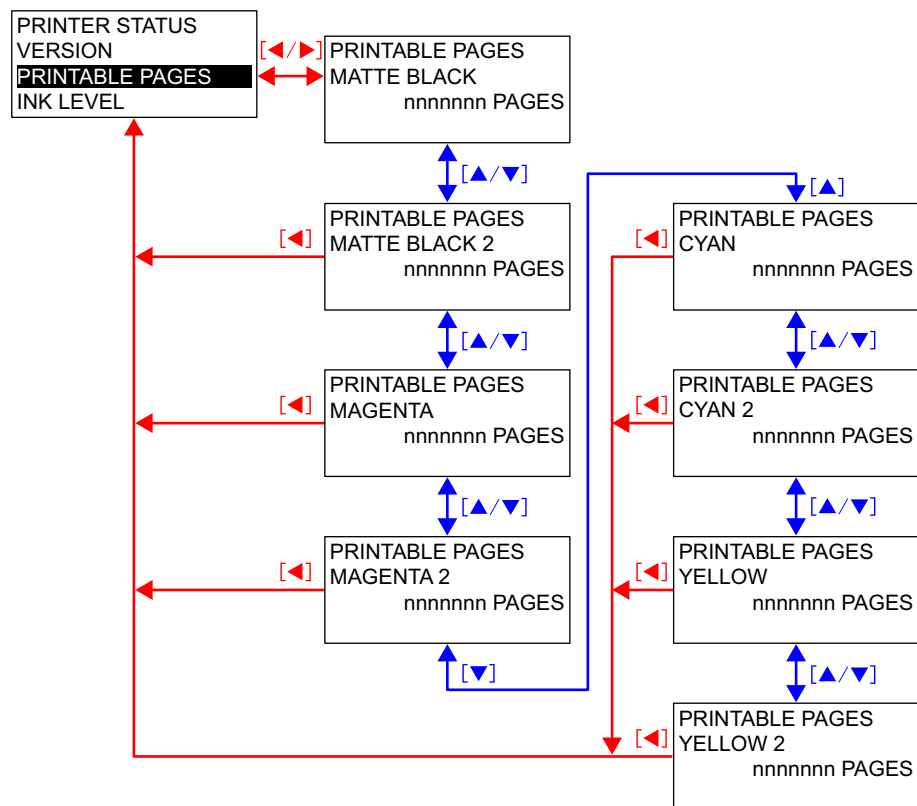 PRINTER STATUS
VERSION
PRINTABLE PAGES
INK LEVEL
[◀/▶]
PRINTABLE PAGES
MATTE BLACK
nnnnnnn PAGES
[▲/▼]
PRINTABLE PAGES
MATTE BLACK 2
nnnnnnn PAGES
[◀]
[▲/▼]
PRINTABLE PAGES
MAGENTA
nnnnnnn PAGES
[◀]
[▲/▼]
PRINTABLE PAGES
MAGENTA 2
nnnnnnn PAGES
[◀]
[▼]
[▲]
PRINTABLE PAGES
CYAN
nnnnnnn PAGES
[◀]
[▲/▼]
PRINTABLE PAGES
CYAN 2
nnnnnnn PAGES
[◀]
[▲/▼]
PRINTABLE PAGES
YELLOW
nnnnnnn PAGES
[◀]
[▲/▼]
PRINTABLE PAGES
YELLOW 2
nnnnnnn PAGES
[◀]